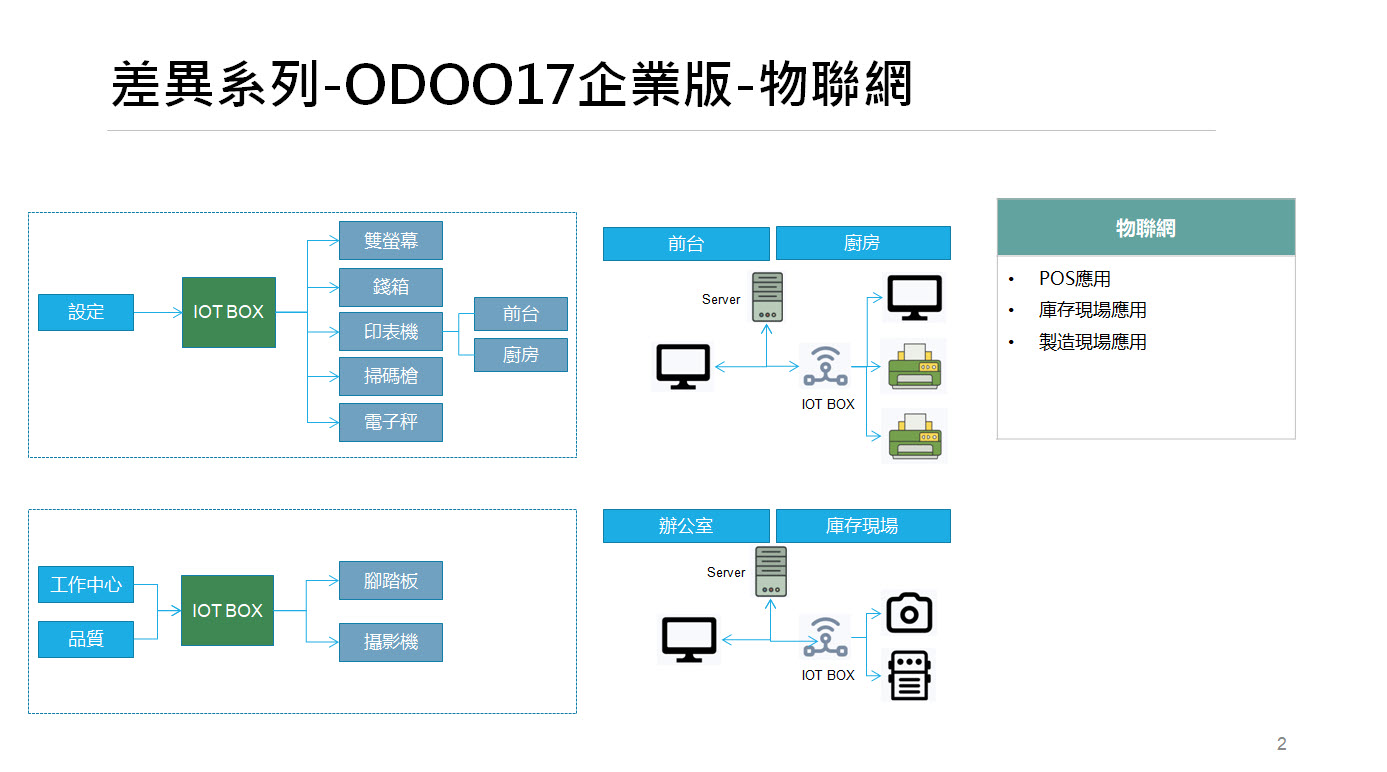 差異系列-ODOO17企業版-物聯網
設定
IOT BOX
雙螢幕
錢箱
印表機
掃碼槍
電子秤
前台
廚房
前台
廚房
Server
IOT BOX
物聯網
• POS應用
• 庫存現場應用
• 製造現場應用
工作中心
品質
IOT BOX
腳踏板
攝影機
辦公室
庫存現場
Server
IOT BOX
2